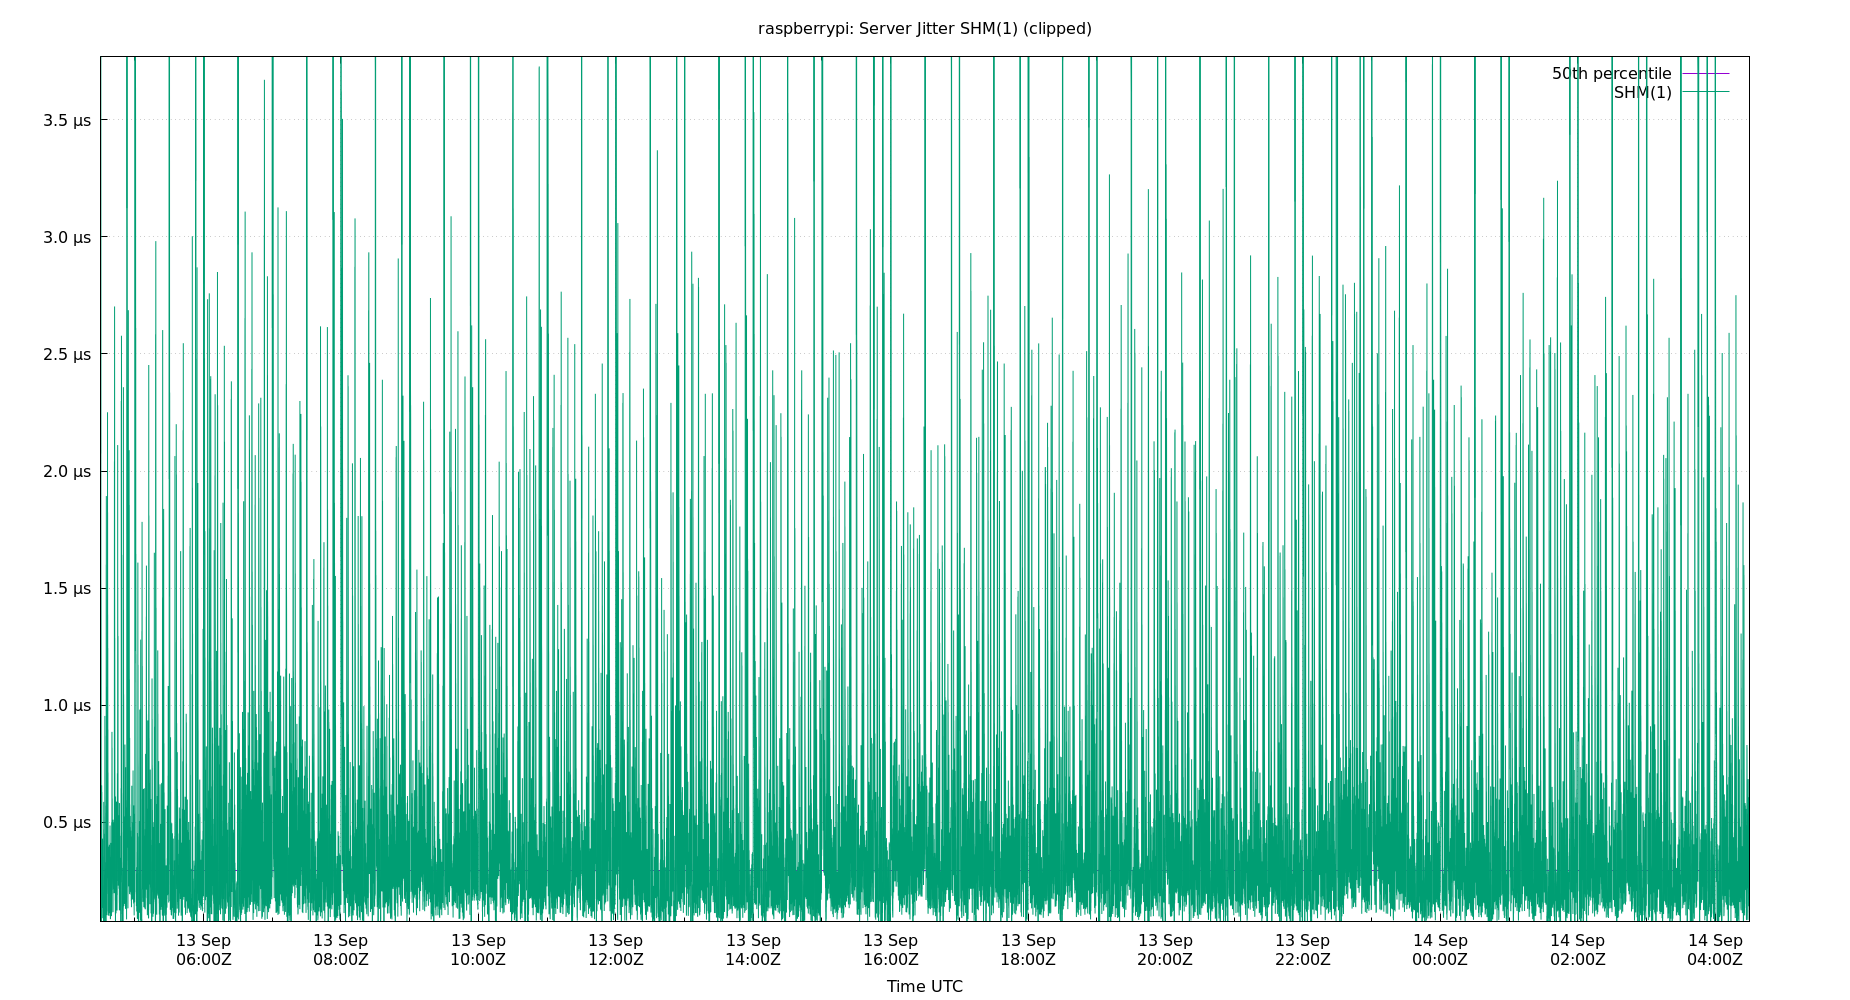 raspberrypi: Server Jitter SHM(1) (clipped)
50th percentile
SHM(1)
3.5 µs
3.0 µs
2.5 µs
2.0 µs
1.5 µs
1.0 µs
0.5 µs
13 Sep 13 Sep 13 Sep 13 Sep 13 Sep 13 Sep 13 Sep 13 Sep 13 Sep 14 Sep 14 Sep 14 Sep
06:00Z 08:00Z 10:00Z 12:00Z 14:00Z 16:00Z 18:00Z 20:00Z 22:00Z 00:00Z 02:00Z 04:00Z
Time UTC